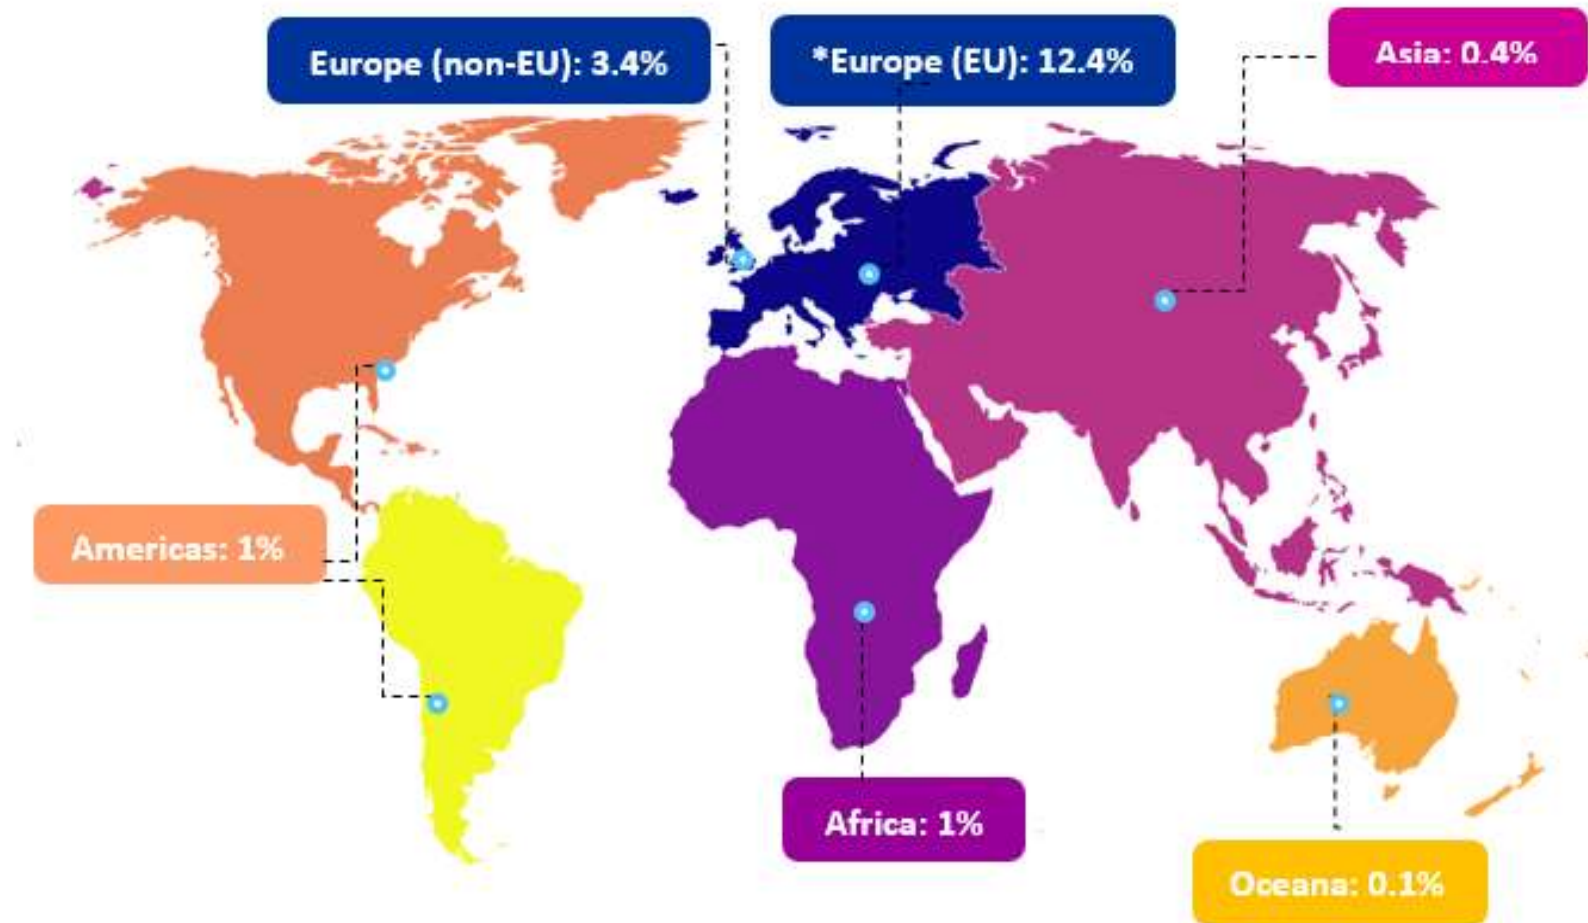 Europe (non-EU): 3.4%
*Europe (EU): 12.4%
Asia: 0.4%
Americas: 1%
Africa: 1%
Oceana: 0.1%